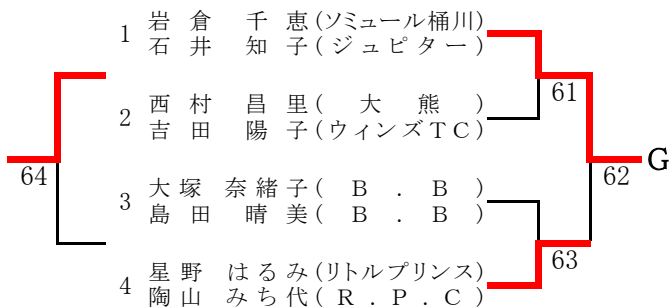 1 岩倉 千恵(ソミュール桶川)
石井 知子(ジュピター)
61
2 西村 昌里(大熊)
吉田 陽子(ウィンズTC)
64
62 G
3 大塚 奈緒子(B.B)
島田 晴美(B.B)
63
4 星野 はるみ(リトルプリンス)
陶山 みち代(R.P.C)